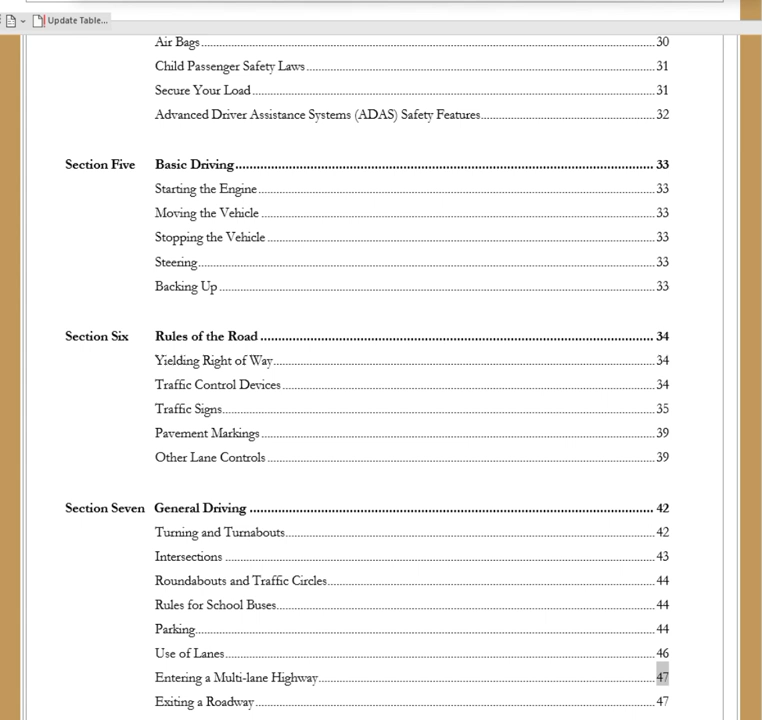 Update Table...
Air Bags 30
Child Passenger Safety Laws 31
Secure Your Load 31
Advanced Driver Assistance Systems (ADAS) Safety Features 32
Section Five Basic Driving 33
Starting the Engine 33
Moving the Vehicle 33
Stopping the Vehicle 33
Steering 33
Backing Up 33
Section Six Rules of the Road 34
Yielding Right of Way 34
Traffic Control Devices 34
Traffic Signs 35
Pavement Markings 39
Other Lane Controls 39
Section Seven General Driving 42
Turning and Turnabouts 42
Intersections 43
Roundabouts and Traffic Circles 44
Rules for School Buses 44
Parking 44
Use of Lanes 46
Entering a Multi-lane Highway 47
Exiting a Roadway 47